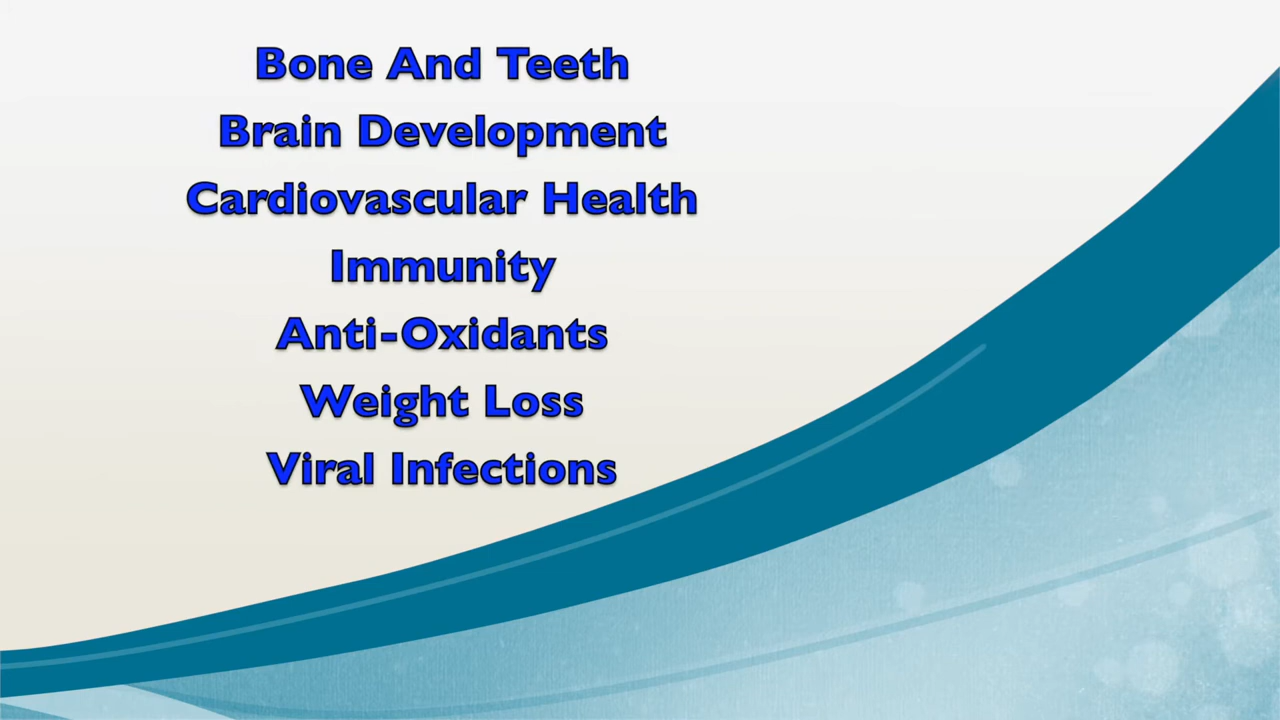 Bone And Teeth
Brain Development
Cardiovascular Health
Immunity
Anti-Oxidants
Weight Loss
Viral Infections